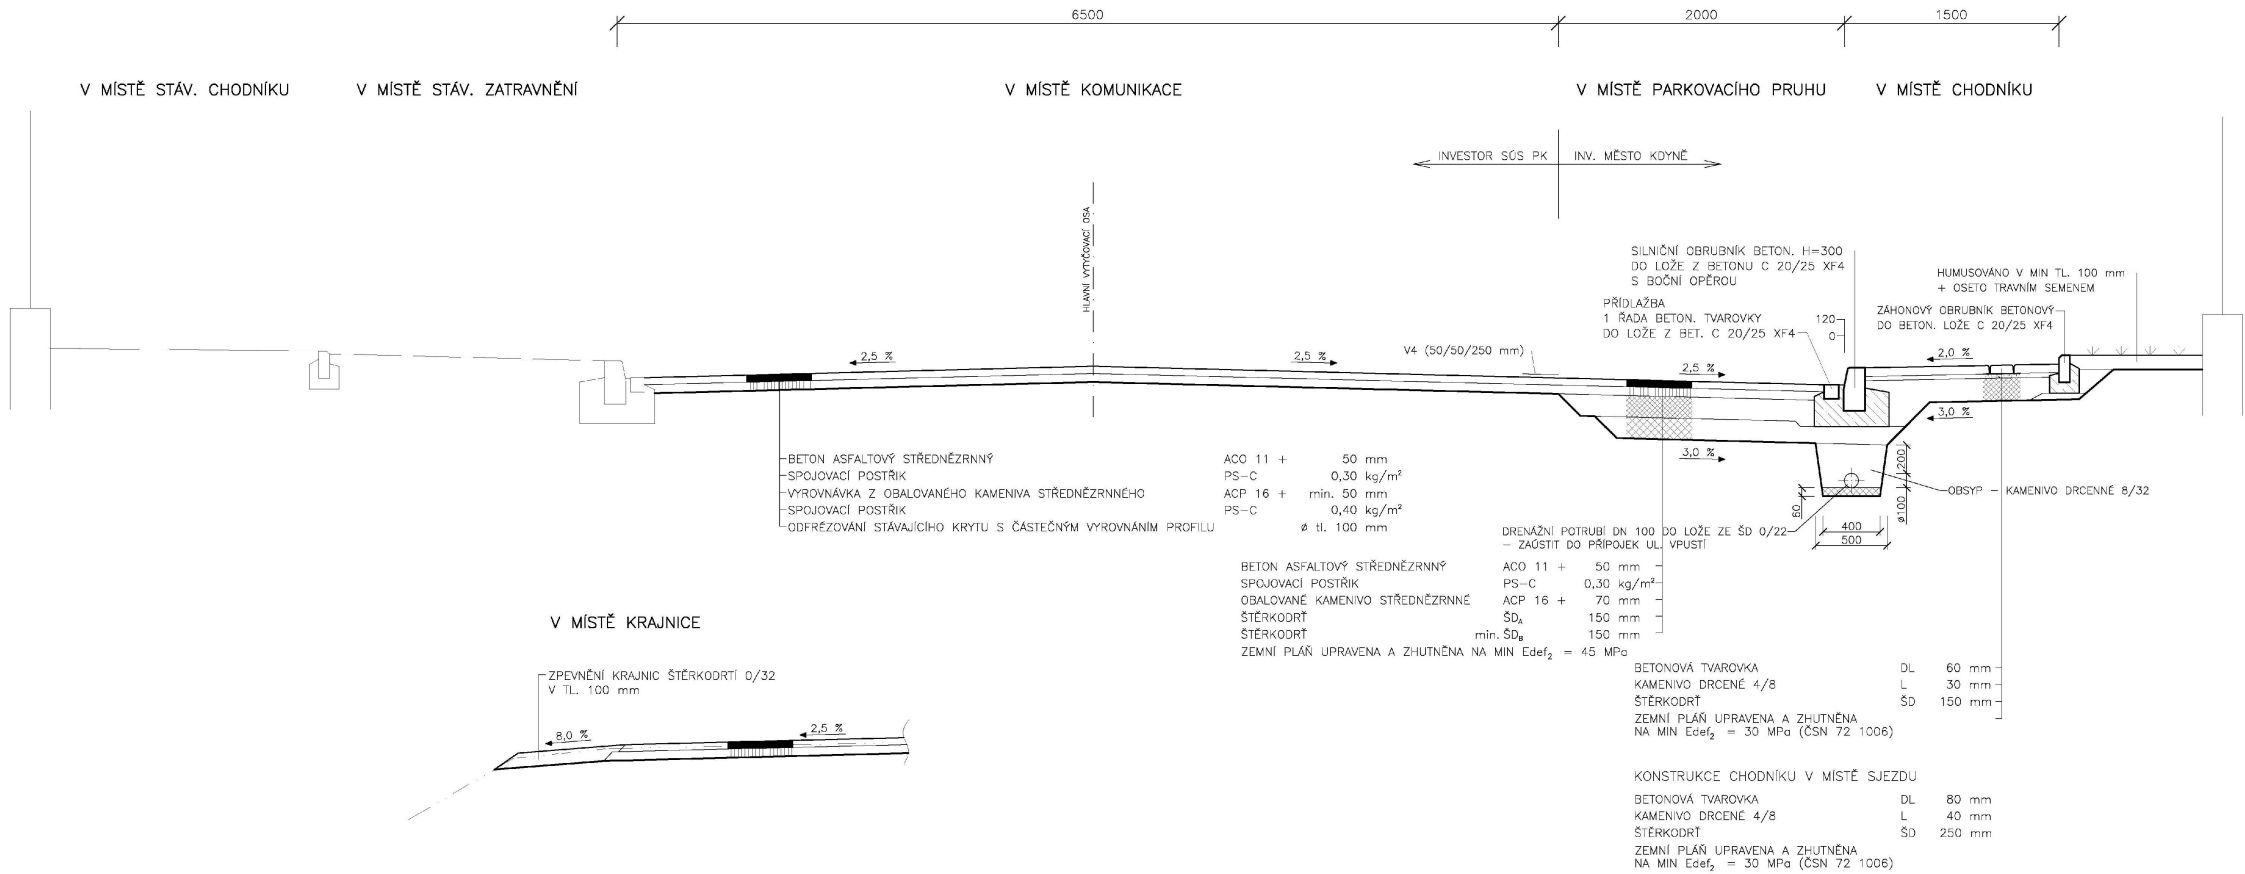 6500
2000
1500
V MÍSTĚ STÁV. CHODNÍKU
V MÍSTĚ STÁV. ZATRAVNĚNÍ
V MÍSTĚ KOMUNIKACE
V MÍSTĚ PARKOVACÍHO PRUHU
V MÍSTĚ CHODNÍKU
INVESTOR SÚS PK
INV. MĚSTO KDYNĚ
HLAVNÍ VYTYČOVACÍ OSA
SILNIČNÍ OBRUBNÍK BETON. H=300
DO LOŽE Z BETONU C 20/25 XF4
S BOČNÍ OPĚROU
PŘÍDLAŽBA
1 ŘADA BETON. TVAROVKY
DO LOŽE Z BET. C 20/25 XF4
120
0
HUMUSOVÁNO V MIN TL. 100 mm
+ OSETO TRAVNÍM SEMENEM
ZÁHONOVÝ OBRUBNÍK BETONOVÝ
DO BETON. LOŽE C 20/25 XF4
2,5 %
2,5 %
V4 (50/50/250 mm)
2,5 %
2,0 %
3,0 %
3,0 %
BETON ASFALTOVÝ STŘEDNĚZRNNÝ ACO 11 + 50 mm
SPOJOVACÍ POSTŘIK PS-C 0,30 kg/m²
VYROVNÁVKA Z OBALOVANÉHO KAMENIVA STŘEDNĚZRNNÉHO ACP 16 + min. 50 mm
SPOJOVACÍ POSTŘIK PS-C 0,40 kg/m²
ODFRÉZOVÁNÍ STÁVAJÍCÍHO KRYTU S ČÁSTEČNÝM VYROVNÁNÍM PROFILU ø tl. 100 mm
200
ø100
60
400
500
OBSYP - KAMENIVO DRCENNÉ 8/32
DRENÁŽNÍ POTRUBÍ DN 100 DO LOŽE ZE ŠD 0/22
- ZAÚSTIT DO PŘÍPOJEK UL. VPUSTÍ
BETON ASFALTOVÝ STŘEDNĚZRNNÝ ACO 11 + 50 mm
SPOJOVACÍ POSTŘIK PS-C 0,30 kg/m²
OBALOVANÉ KAMENIVO STŘEDNĚZRNNÉ ACP 16 + 70 mm
ŠTĚRKODRŤ ŠDA 150 mm
ŠTĚRKODRŤ min. ŠDB 150 mm
ZEMNÍ PLÁŇ UPRAVENA A ZHUTNĚNA NA MIN Edef2 = 45 MPa
V MÍSTĚ KRAJNICE
ZPEVNĚNÍ KRAJNIC ŠTĚRKODRTÍ 0/32
V TL. 100 mm
8,0 %
2,5 %
BETONOVÁ TVAROVKA DL 60 mm
KAMENIVO DRCENÉ 4/8 L 30 mm
ŠTĚRKODRŤ ŠD 150 mm
ZEMNÍ PLÁŇ UPRAVENA A ZHUTNĚNA
NA MIN Edef2 = 30 MPa (ČSN 72 1006)
KONSTRUKCE CHODNÍKU V MÍSTĚ SJEZDU
BETONOVÁ TVAROVKA DL 80 mm
KAMENIVO DRCENÉ 4/8 L 40 mm
ŠTĚRKODRŤ ŠD 250 mm
ZEMNÍ PLÁŇ UPRAVENA A ZHUTNĚNA
NA MIN Edef2 = 30 MPa (ČSN 72 1006)